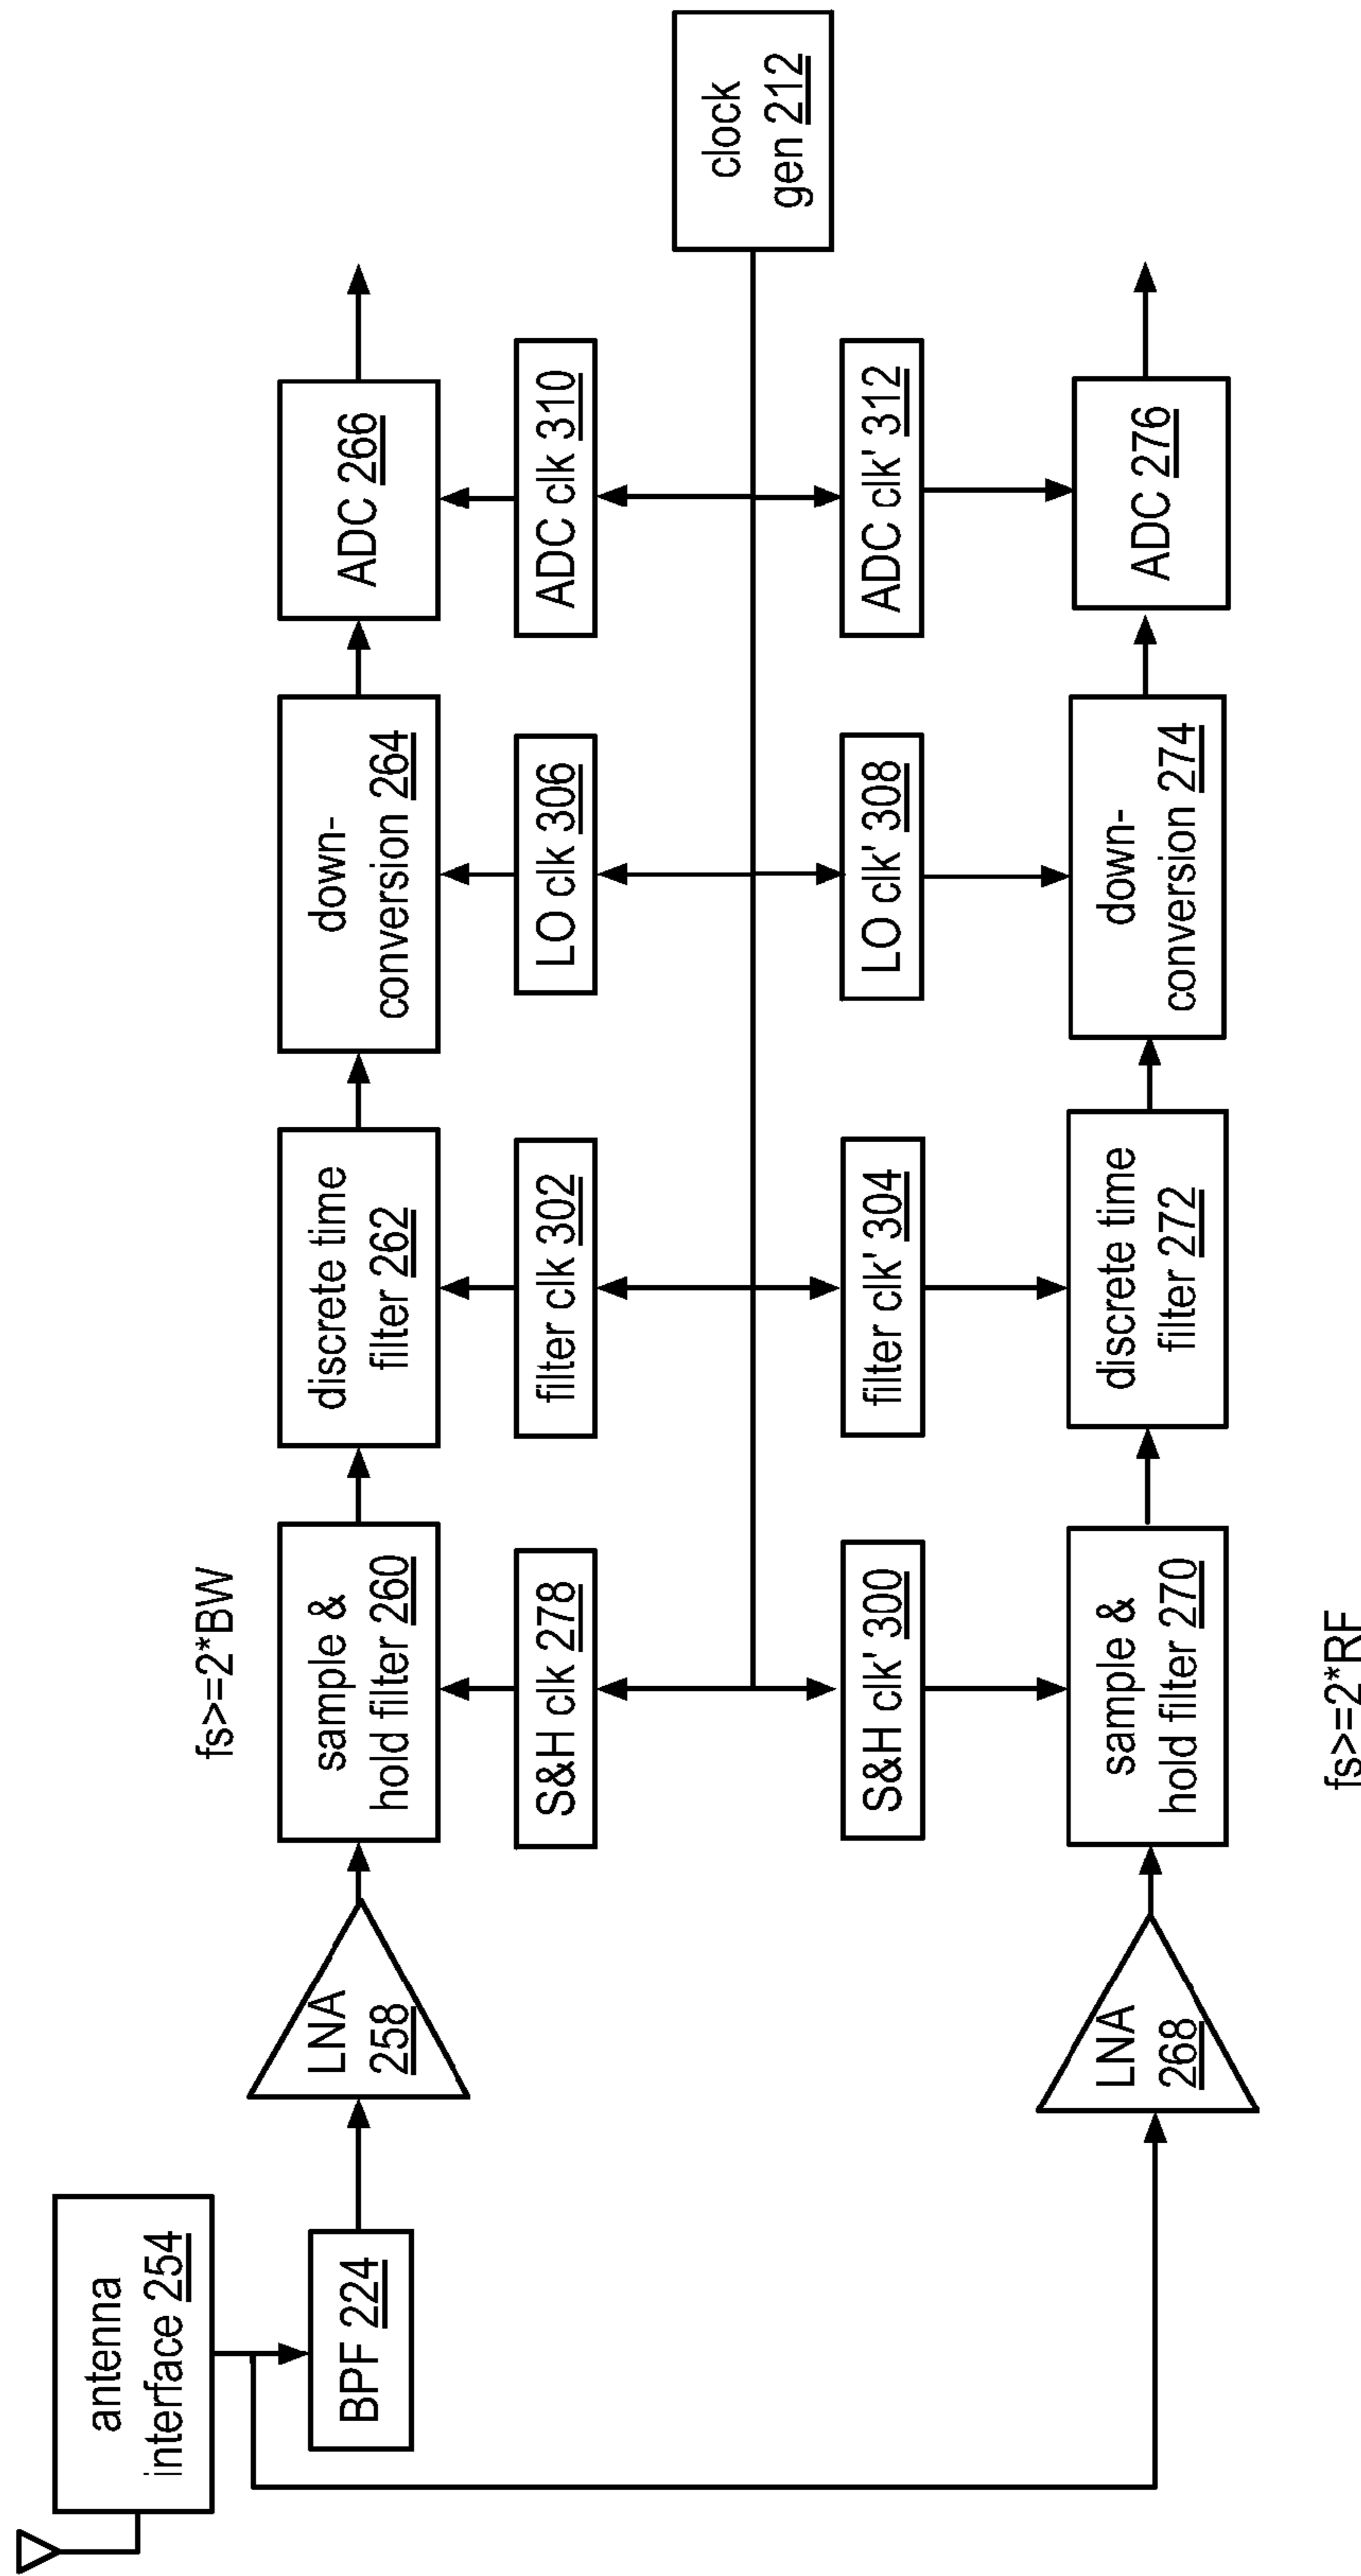 antenna
interface 254
BPF 224
LNA
258
fs>=2*BW
sample &
hold filter 260
discrete time
filter 262
down-
conversion 264
ADC 266
S&H clk 278
filter clk 302
LO clk 306
ADC clk 310
clock
gen 212
S&H clk' 300
filter clk' 304
LO clk' 308
ADC clk' 312
LNA
268
sample &
hold filter 270
discrete time
filter 272
down-
conversion 274
ADC 276
fs>=2*RF